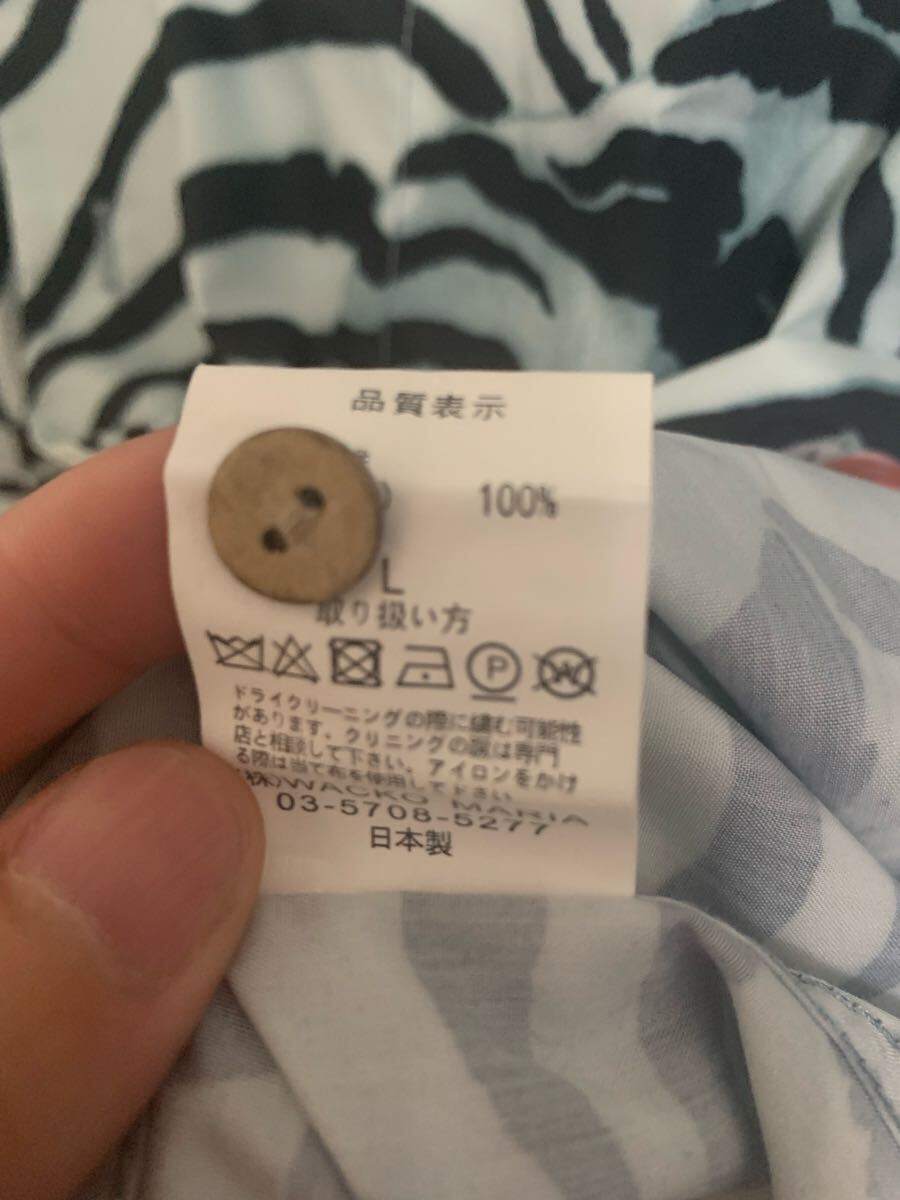 品質表示
100%
L
取り扱い方
P
W
ドライクリーニングの際に縮む可能性
があります。クリニングの際は専門
店と相談して下さい。アイロンをかけ
る際は当て布を使用して下さい。
(株)WACKO MARIA
03-5708-5277
日本製